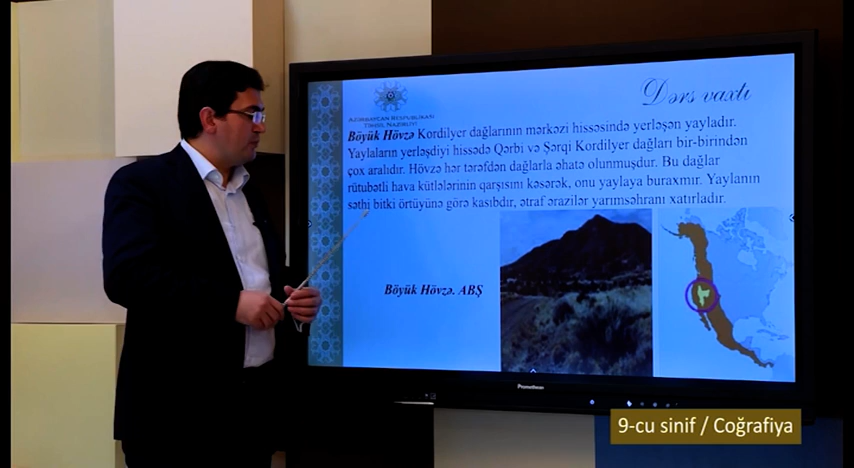 Dərs vaxtı
AZƏRBAYCAN RESPUBLİKASI
TƏHSİL NAZİRLİYİ
Böyük Hövzə Kordilyer dağlarının mərkəzi hissəsində yerləşən yayladır.
Yaylaların yerləşdiyi hissədə Qərbi və Şərqi Kordilyer dağları bir-birindən
çox aralıdır. Hövzə hər tərəfdən dağlarla əhatə olunmuşdur. Bu dağlar
rütubətli hava kütlələrinin qarşısını kəsərək, onu yaylaya buraxmır. Yaylanın
səthi bitki örtüyünə görə kasıbdır, ətraf ərazilər yarımsəhranı xatırladır.
Böyük Hövzə. ABŞ
Promethean
9-cu sinif / Coğrafiya